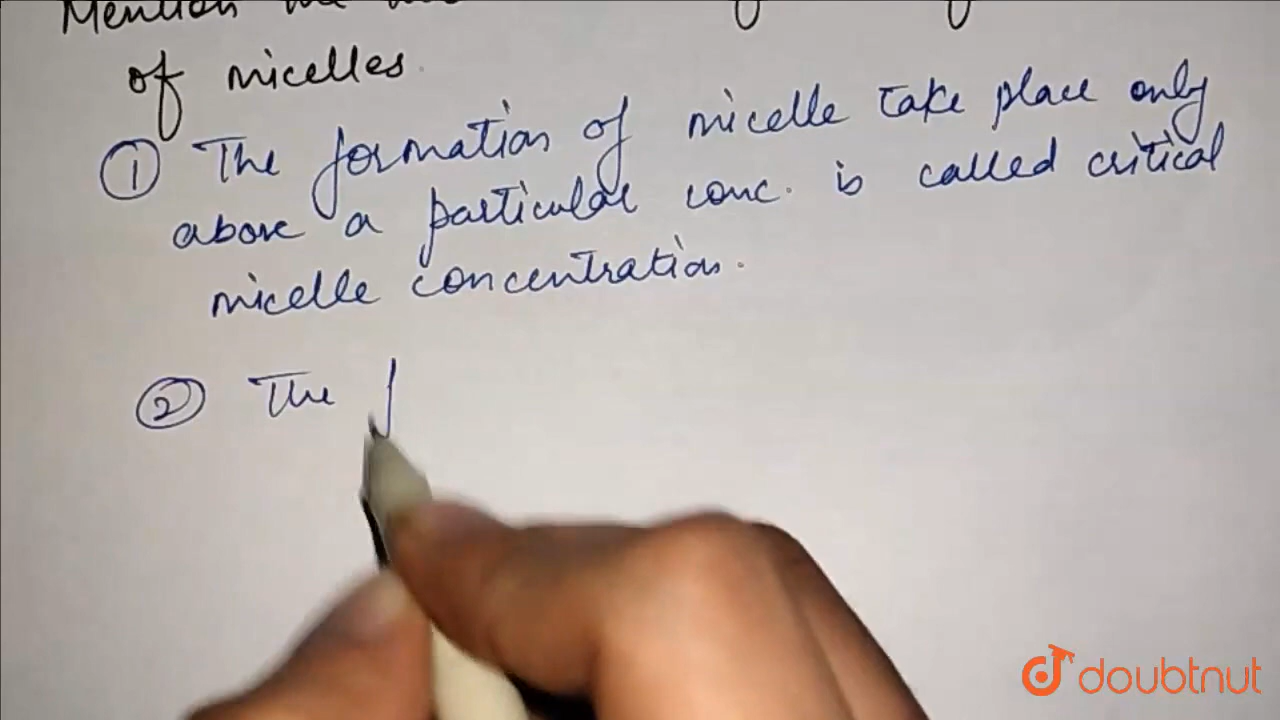 Mention
of micelles.
① The formation of micelle take place only
above a particular conc. is called critical
micelle concentration.
② The f
doubtnut